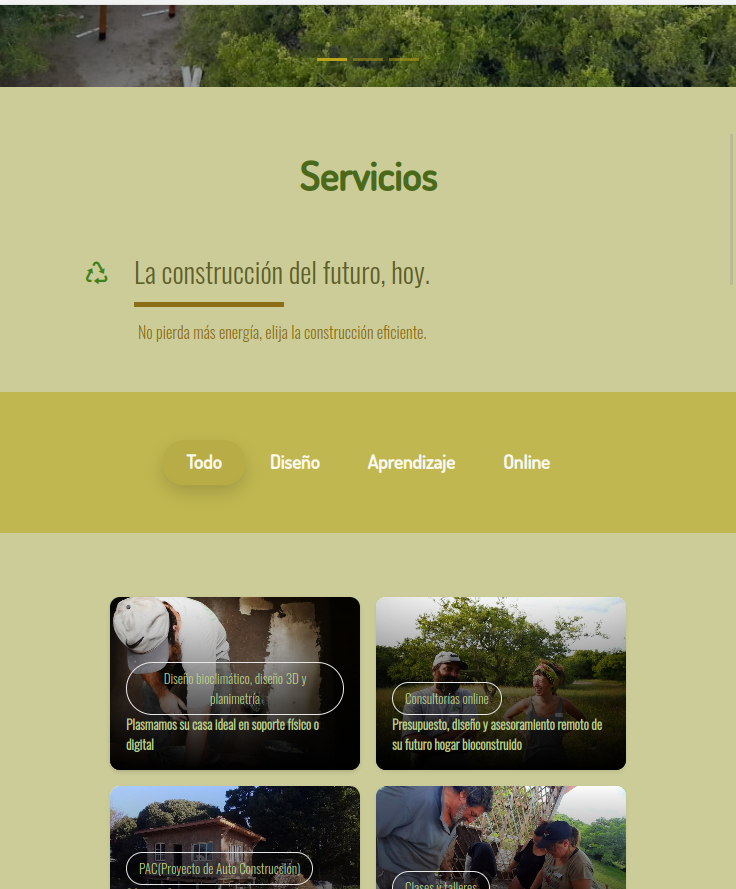 Servicios
La construcción del futuro, hoy.
No pierda más energía, elija la construcción eficiente.
Todo Diseño Aprendizaje Online
Diseño bioclimático, diseño 3D y
planimetría
Plasmamos su casa ideal en soporte físico o
digital
Consultorías online
Presupuesto, diseño y asesoramiento remoto de
su futuro hogar bioconstruido
PAC(Proyecto de Auto Construcción)
Clases y talleres